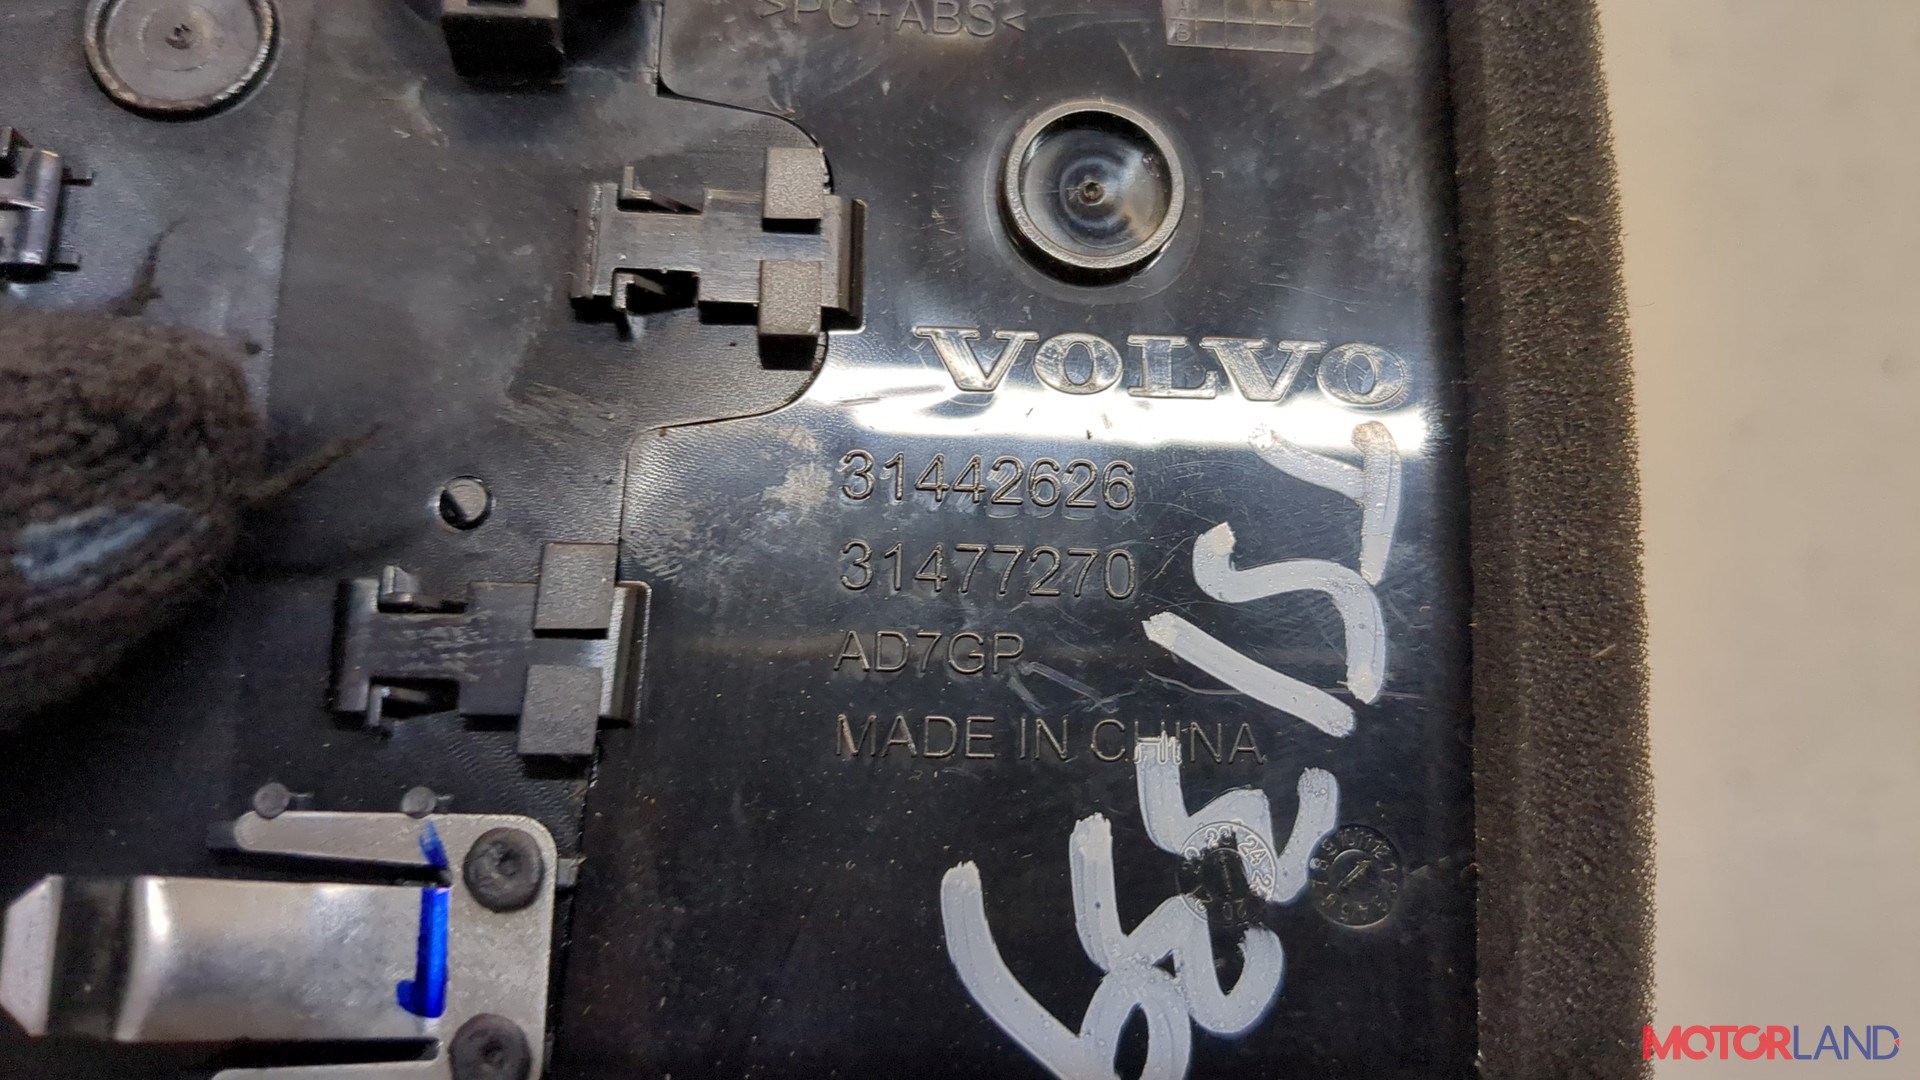 >PC+ABS<
A
B
VOLVO
31442626
31477270
AD7GP
MADE IN CHINA
MOTORLAND